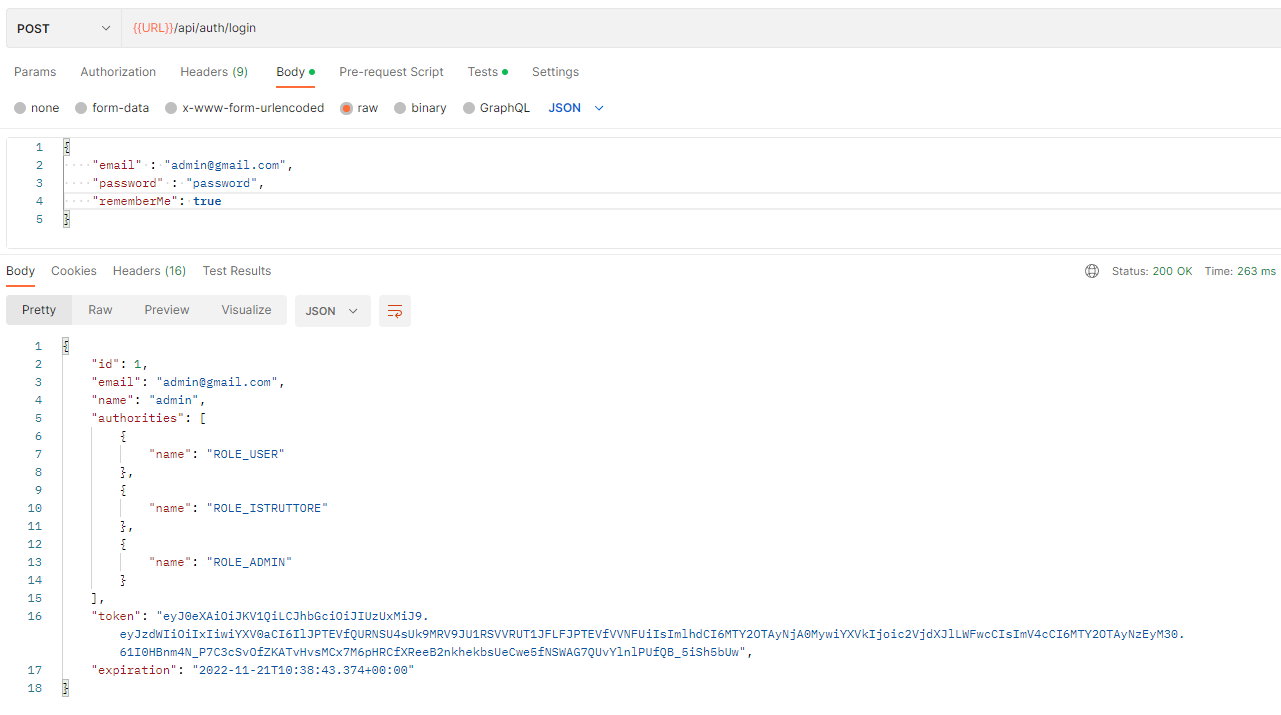 POST {{URL}}/api/auth/login
Params Authorization Headers (9) Body Pre-request Script Tests Settings
none form-data x-www-form-urlencoded raw binary GraphQL JSON
1 {
2 "email" : "admin@gmail.com",
3 "password" : "password",
4 "rememberMe": true
5 }
Body Cookies Headers (16) Test Results Status: 200 OK Time: 263 ms
Pretty Raw Preview Visualize JSON
1 {
2 "id": 1,
3 "email": "admin@gmail.com",
4 "name": "admin",
5 "authorities": [
6 {
7 "name": "ROLE_USER"
8 },
9 {
10 "name": "ROLE_ISTRUTTORE"
11 },
12 {
13 "name": "ROLE_ADMIN"
14 }
15 ],
16 "token": "eyJ0eXAiOiJKV1QiLCJhbGciOiJIUzUxMiJ9.
eyJzdWIiOiIxIiwiYXV0aCI6IlJPTEVfQURNSU4sUk9MRV9JU1RSVVRUT1JFLFJPTEVfVVNFUiIsImlhdCI6MTY2OTAyNjA0MywiYXVkIjoic2VjdXJlLWFwcCIsImV4cCI6MTY2OTAyNzEyM30.
61I0HBnm4N_P7C3cSvOfZKATvHvsMCx7M6pHRCfXReeB2nkhekbsUeCwe5fNSWAG7QUvYlnlPUfQB_5iSh5bUw",
17 "expiration": "2022-11-21T10:38:43.374+00:00"
18 }